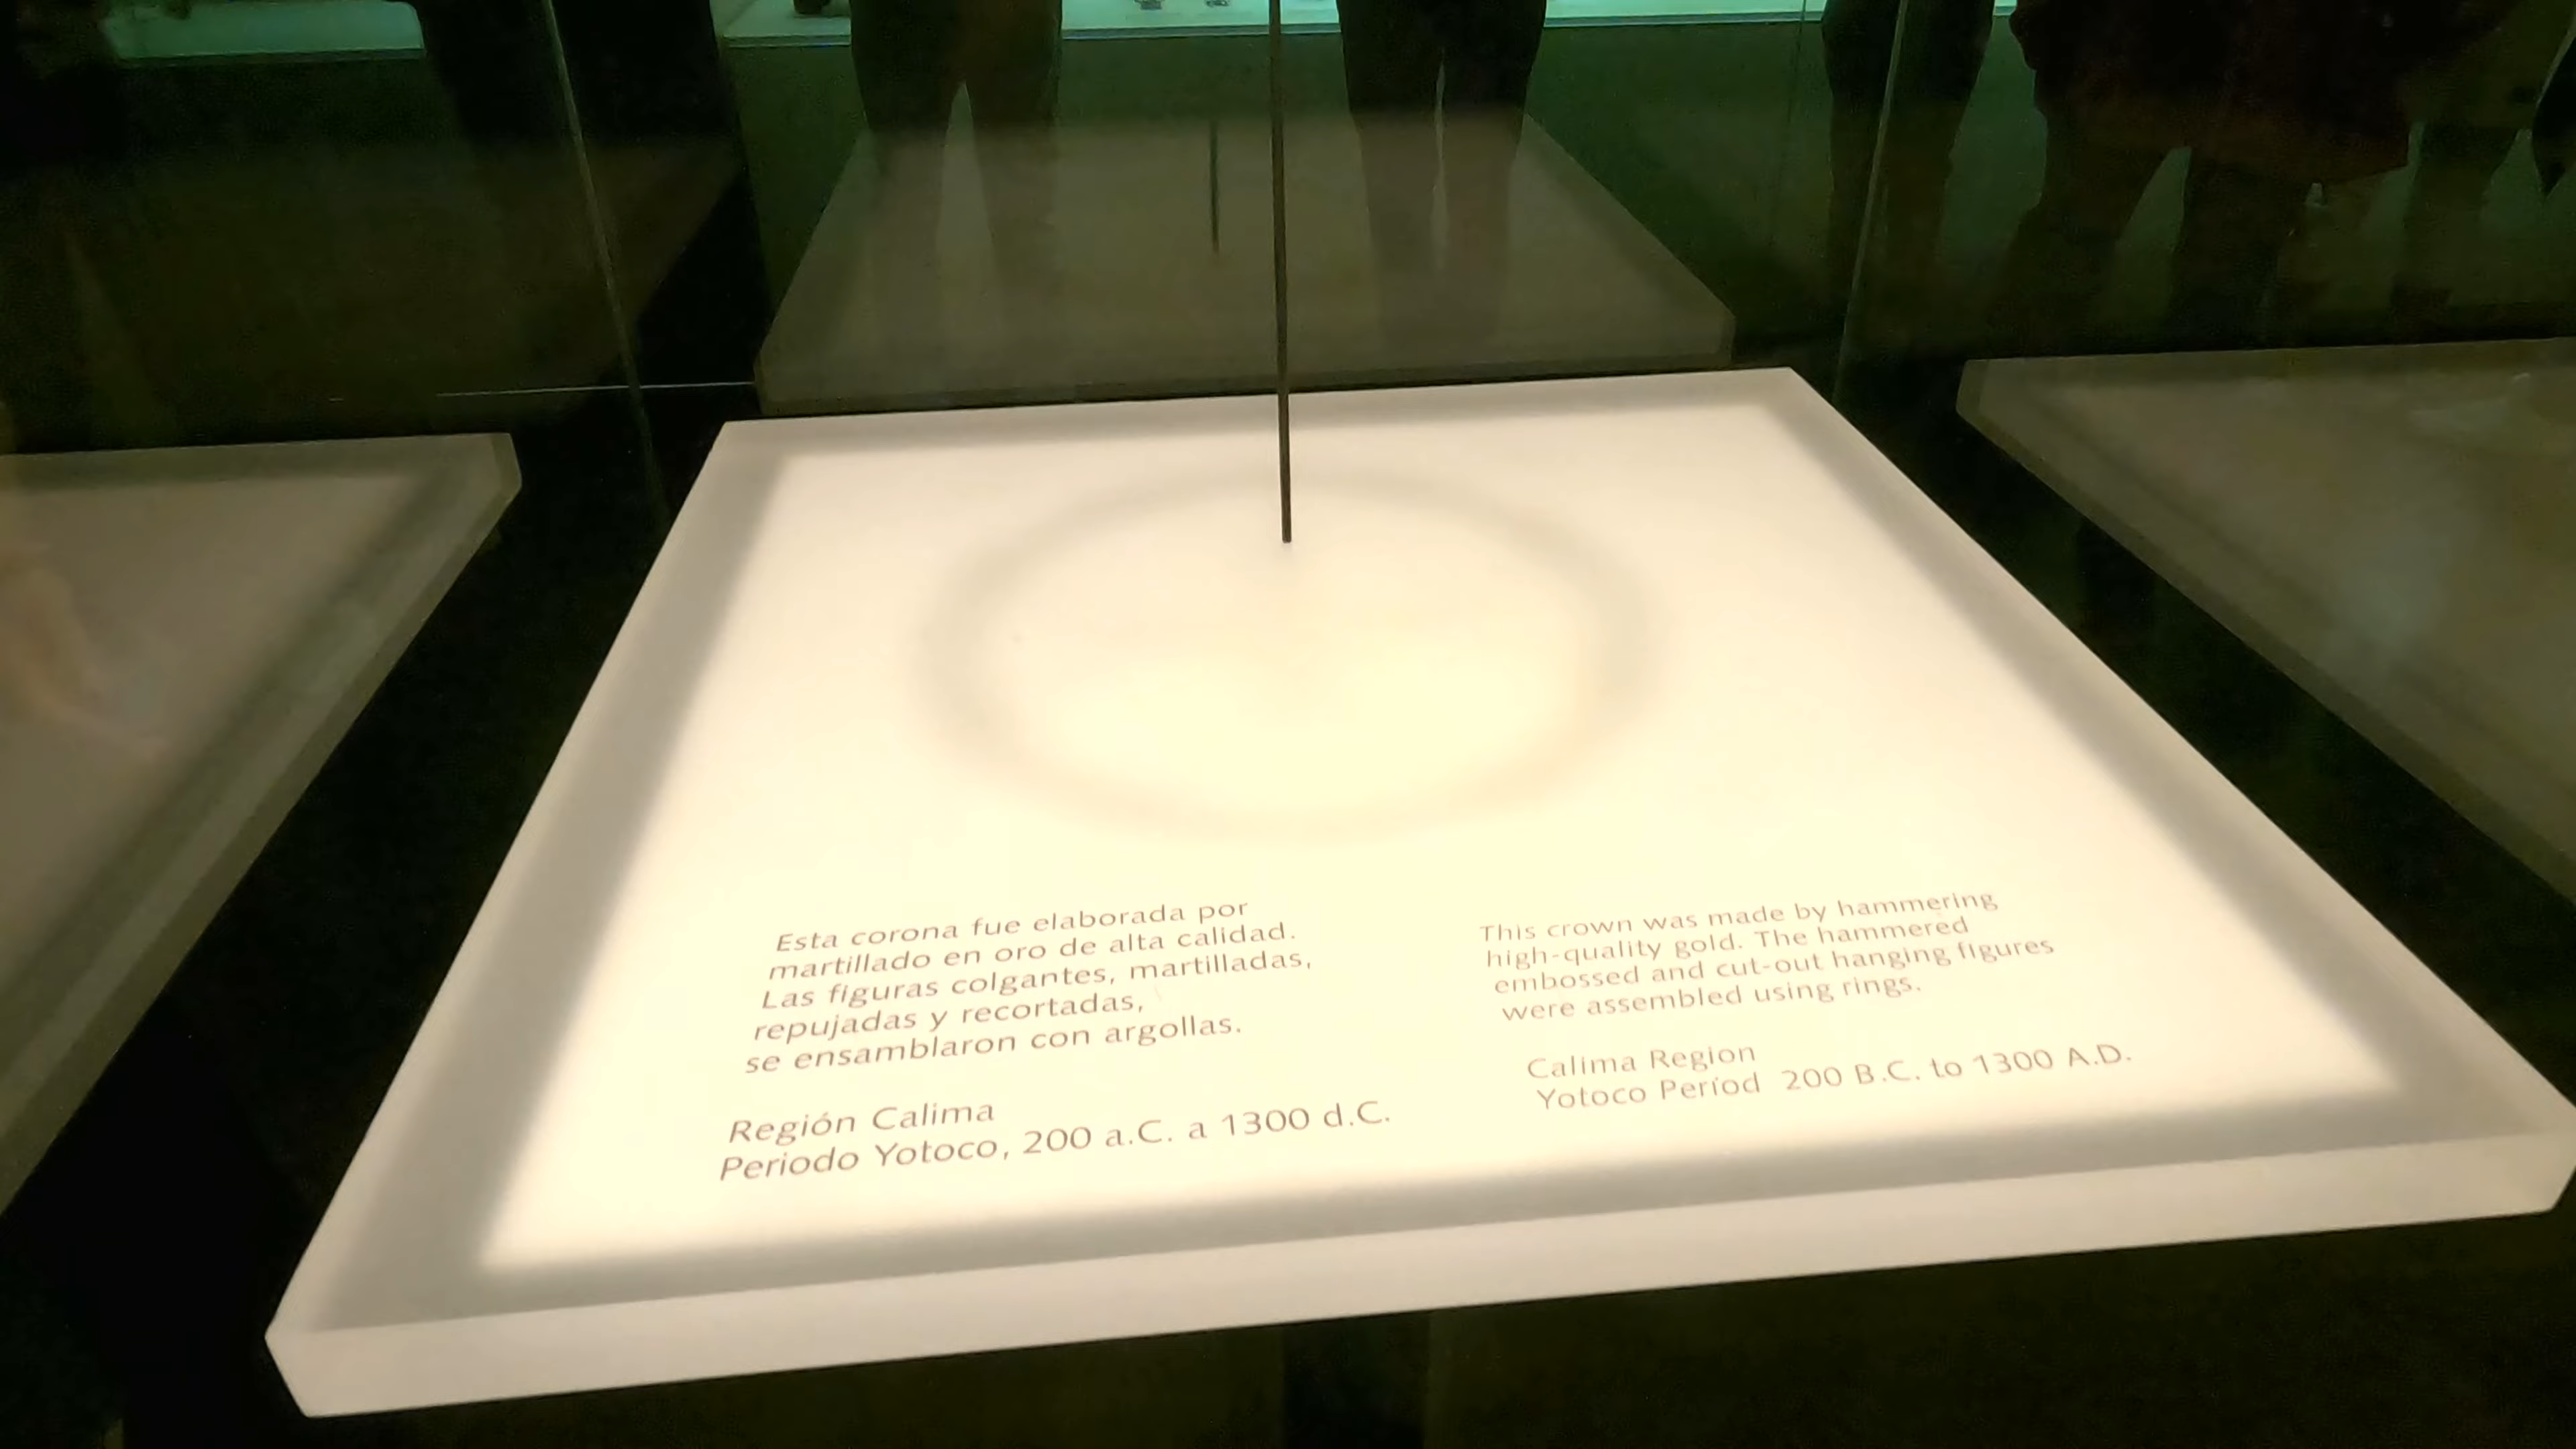 Esta corona fue elaborada por
martillado en oro de alta calidad.
Las figuras colgantes, martilladas,
repujadas y recortadas,
se ensamblaron con argollas.
Región Calima
Periodo Yotoco, 200 a.C. a 1300 d.C.
This crown was made by hammering
high-quality gold. The hammered
embossed and cut-out hanging figures
were assembled using rings.
Calima Region
Yotoco Períod 200 B.C. to 1300 A.D.